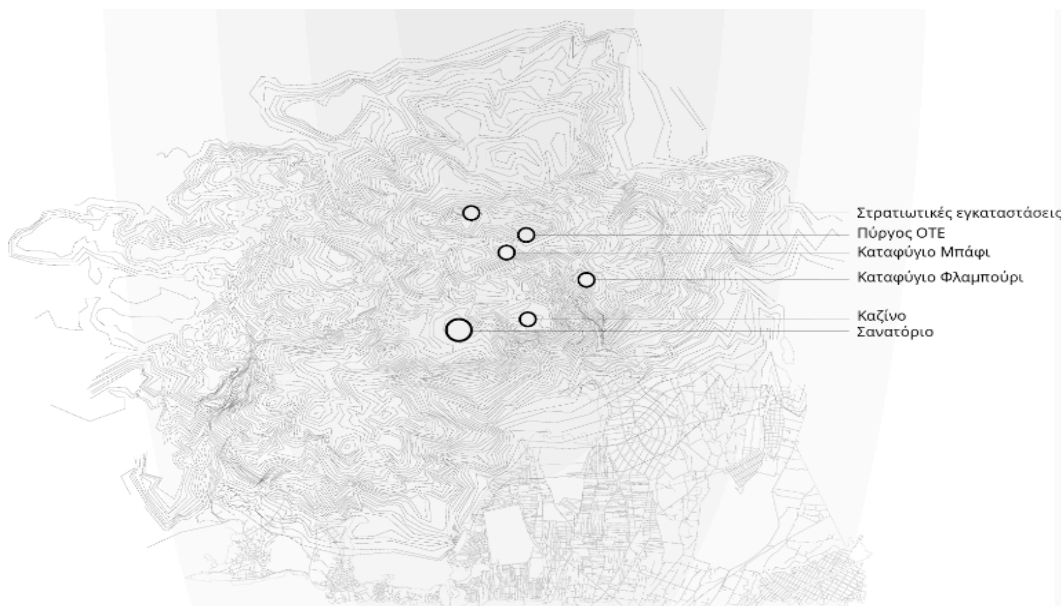 Στρατιωτικές εγκαταστάσεις
Πύργος ΟΤΕ
Καταφύγιο Μπάφι
Καταφύγιο Φλαμπούρι
Καζίνο
Σανατόριο